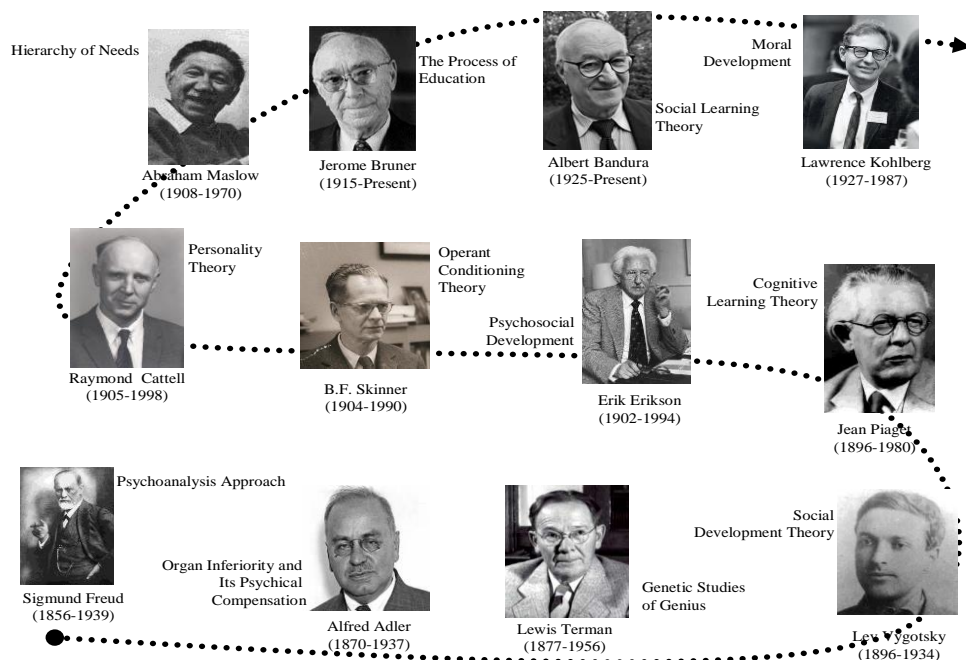 Hierarchy of Needs
Abraham Maslow
(1908-1970)
The Process of
Education
Jerome Bruner
(1915-Present)
Social Learning
Theory
Albert Bandura
(1925-Present)
Moral
Development
Lawrence Kohlberg
(1927-1987)
Personality
Theory
Raymond Cattell
(1905-1998)
Operant
Conditioning
Theory
B.F. Skinner
(1904-1990)
Psychosocial
Development
Erik Erikson
(1902-1994)
Cognitive
Learning Theory
Jean Piaget
(1896-1980)
Psychoanalysis Approach
Sigmund Freud
(1856-1939)
Organ Inferiority and
Its Psychical
Compensation
Alfred Adler
(1870-1937)
Lewis Terman
(1877-1956)
Genetic Studies
of Genius
Social
Development Theory
Lev Vygotsky
(1896-1934)